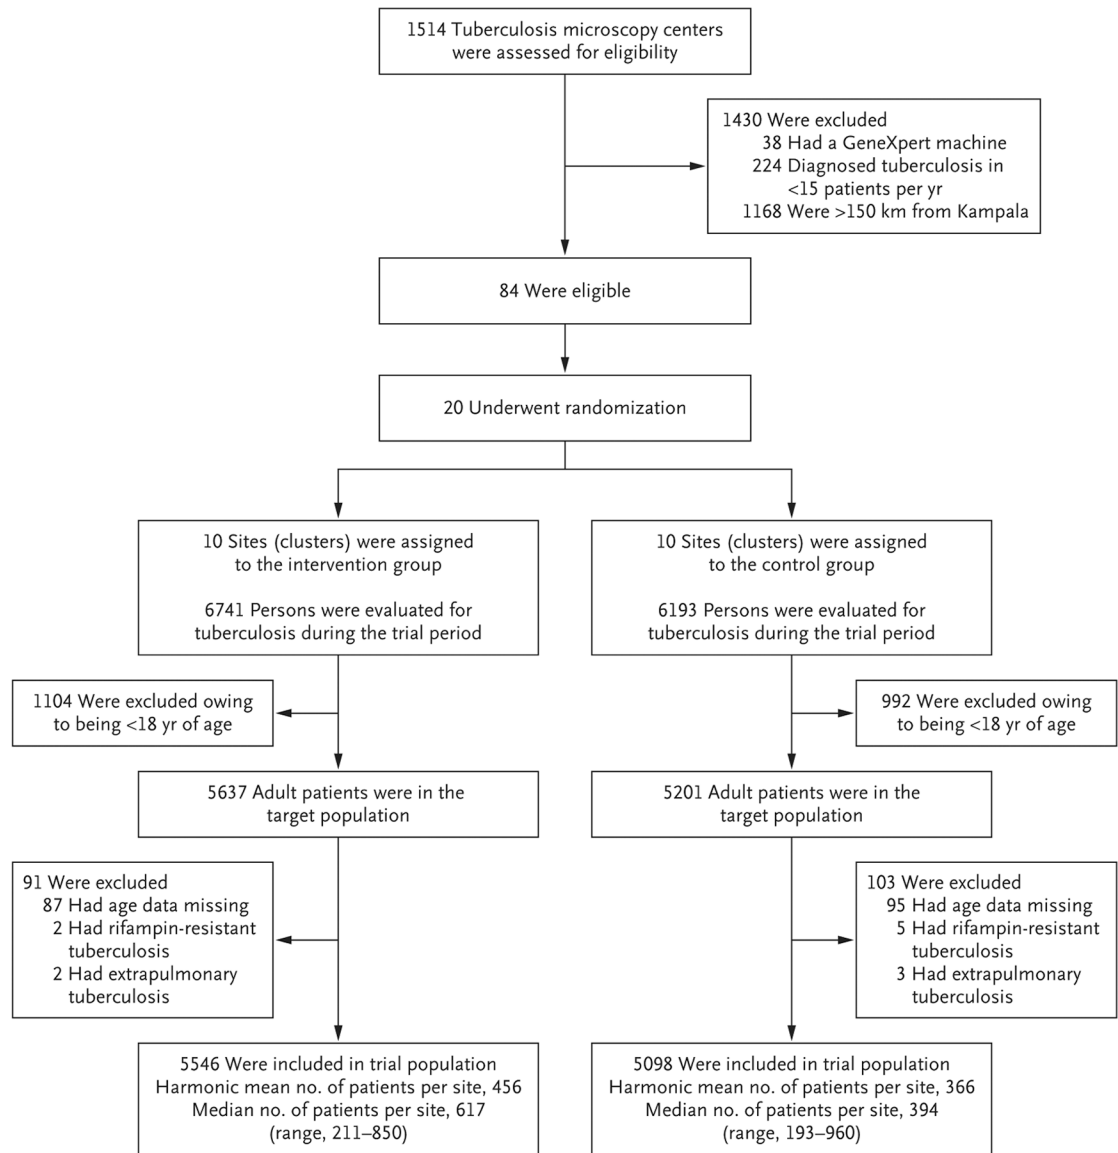 1514 Tuberculosis microscopy centers
were assessed for eligibility
1430 Were excluded
38 Had a GeneXpert machine
224 Diagnosed tuberculosis in
<15 patients per yr
1168 Were >150 km from Kampala
84 Were eligible
20 Underwent randomization
10 Sites (clusters) were assigned
to the intervention group
6741 Persons were evaluated for
tuberculosis during the trial period
10 Sites (clusters) were assigned
to the control group
6193 Persons were evaluated for
tuberculosis during the trial period
1104 Were excluded owing
to being <18 yr of age
992 Were excluded owing
to being <18 yr of age
5637 Adult patients were in the
target population
5201 Adult patients were in the
target population
91 Were excluded
87 Had age data missing
2 Had rifampin-resistant
tuberculosis
2 Had extrapulmonary
tuberculosis
103 Were excluded
95 Had age data missing
5 Had rifampin-resistant
tuberculosis
3 Had extrapulmonary
tuberculosis
5546 Were included in trial population
Harmonic mean no. of patients per site, 456
Median no. of patients per site, 617
(range, 211–850)
5098 Were included in trial population
Harmonic mean no. of patients per site, 366
Median no. of patients per site, 394
(range, 193–960)